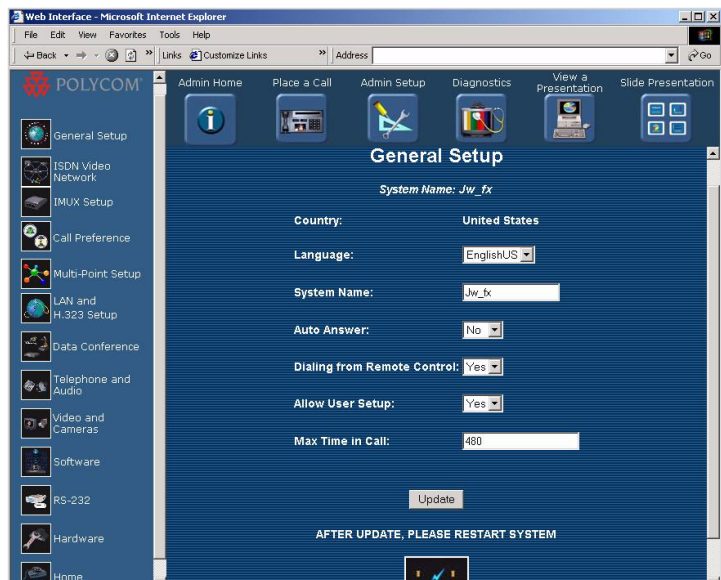 Web Interface - Microsoft Internet Explorer
File Edit View Favorites Tools Help
Back Links Customize Links Address Go
POLYCOM
Admin Home
Place a Call
Admin Setup
Diagnostics
View a
Presentation
Slide Presentation
General Setup
ISDN Video
Network
IMUX Setup
Call Preference
Multi-Point Setup
LAN and
H.323 Setup
Data Conference
Telephone and
Audio
Video and
Cameras
Software
RS-232
Hardware
Home
General Setup
System Name: Jw_fx
Country: United States
Language: EnglishUS
System Name: Jw_fx
Auto Answer: No
Dialing from Remote Control: Yes
Allow User Setup: Yes
Max Time in Call: 480
Update
AFTER UPDATE, PLEASE RESTART SYSTEM